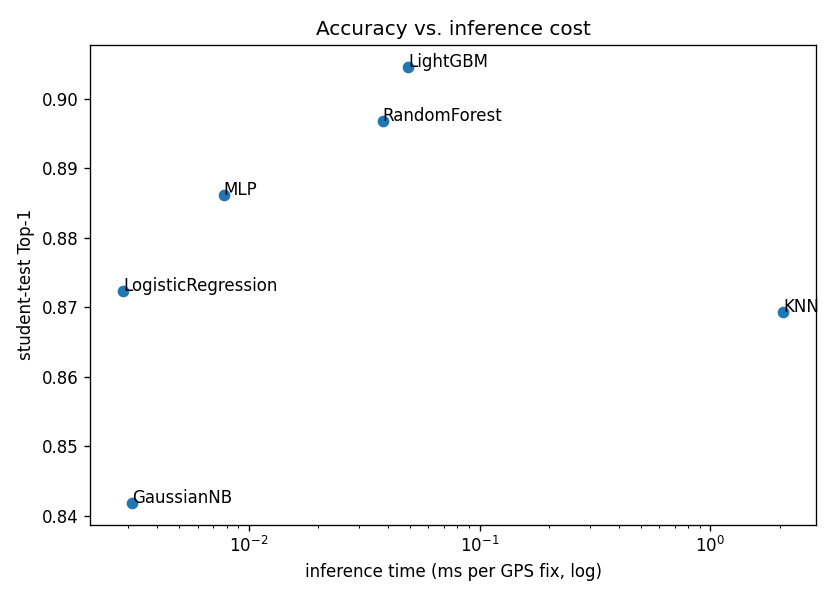 Accuracy vs. inference cost
LightGBM
0.90
RandomForest
0.89
MLP
0.88
LogisticRegression
0.87
KNN
0.86
0.85
GaussianNB
0.84
student-test Top-1
10⁻²
10⁻¹
10⁰
inference time (ms per GPS fix, log)